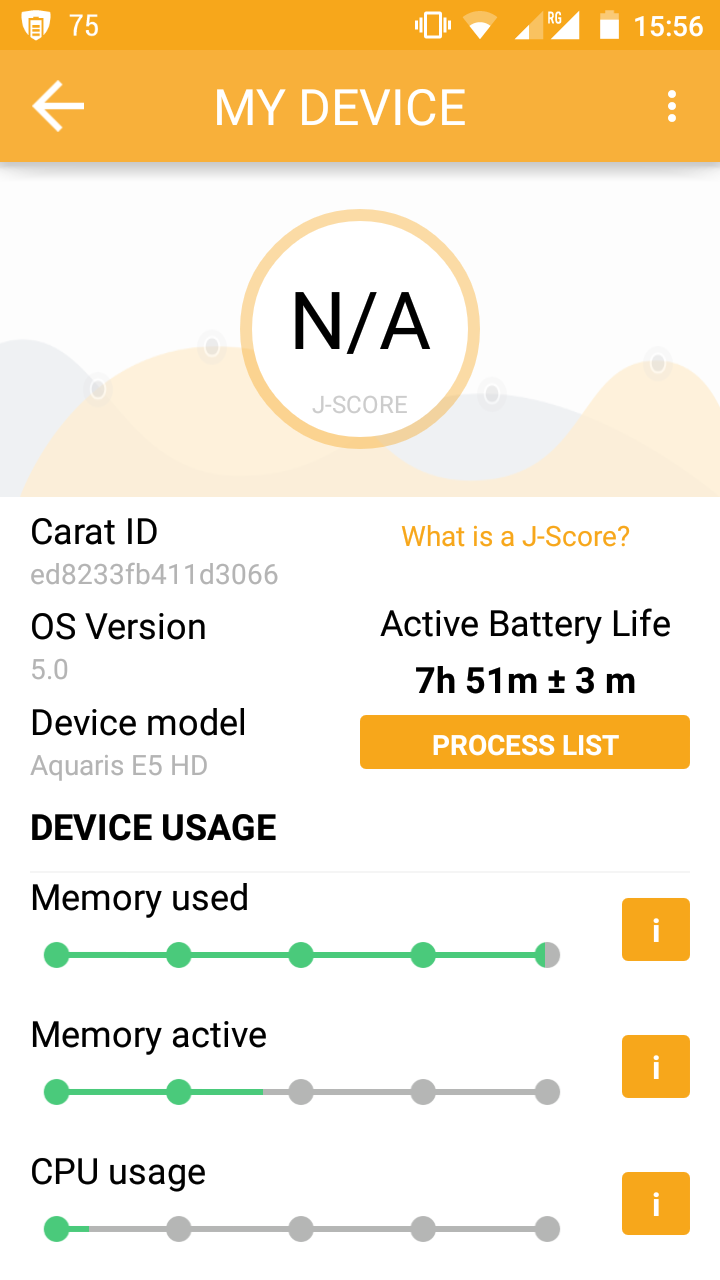 75
RG
15:56
MY DEVICE
N/A
J-SCORE
Carat ID
ed8233fb411d3066
What is a J-Score?
OS Version
5.0
Active Battery Life
7h 51m ± 3 m
Device model
Aquaris E5 HD
PROCESS LIST
DEVICE USAGE
Memory used
i
Memory active
i
CPU usage
i